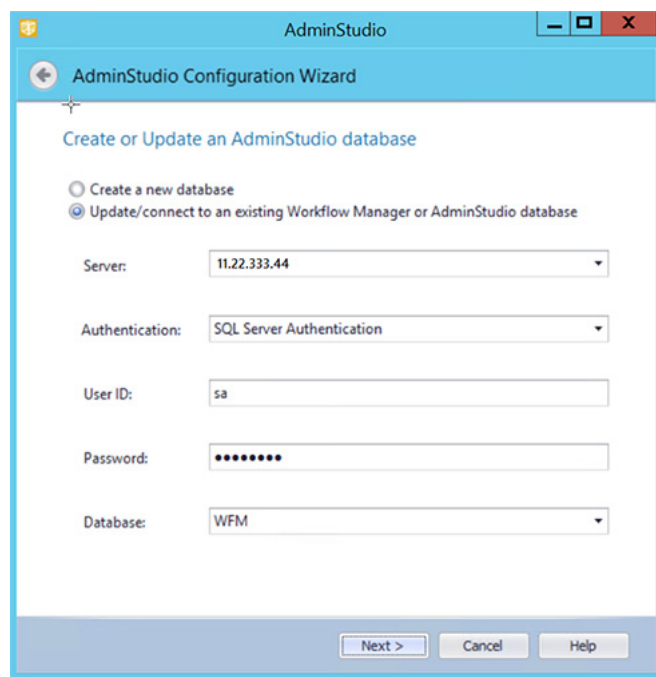 AdminStudio
AdminStudio Configuration Wizard
Create or Update an AdminStudio database
Create a new database
Update/connect to an existing Workflow Manager or AdminStudio database
Server: 11.22.333.44
Authentication: SQL Server Authentication
User ID: sa
Password: ••••••••
Database: WFM
Next > Cancel Help